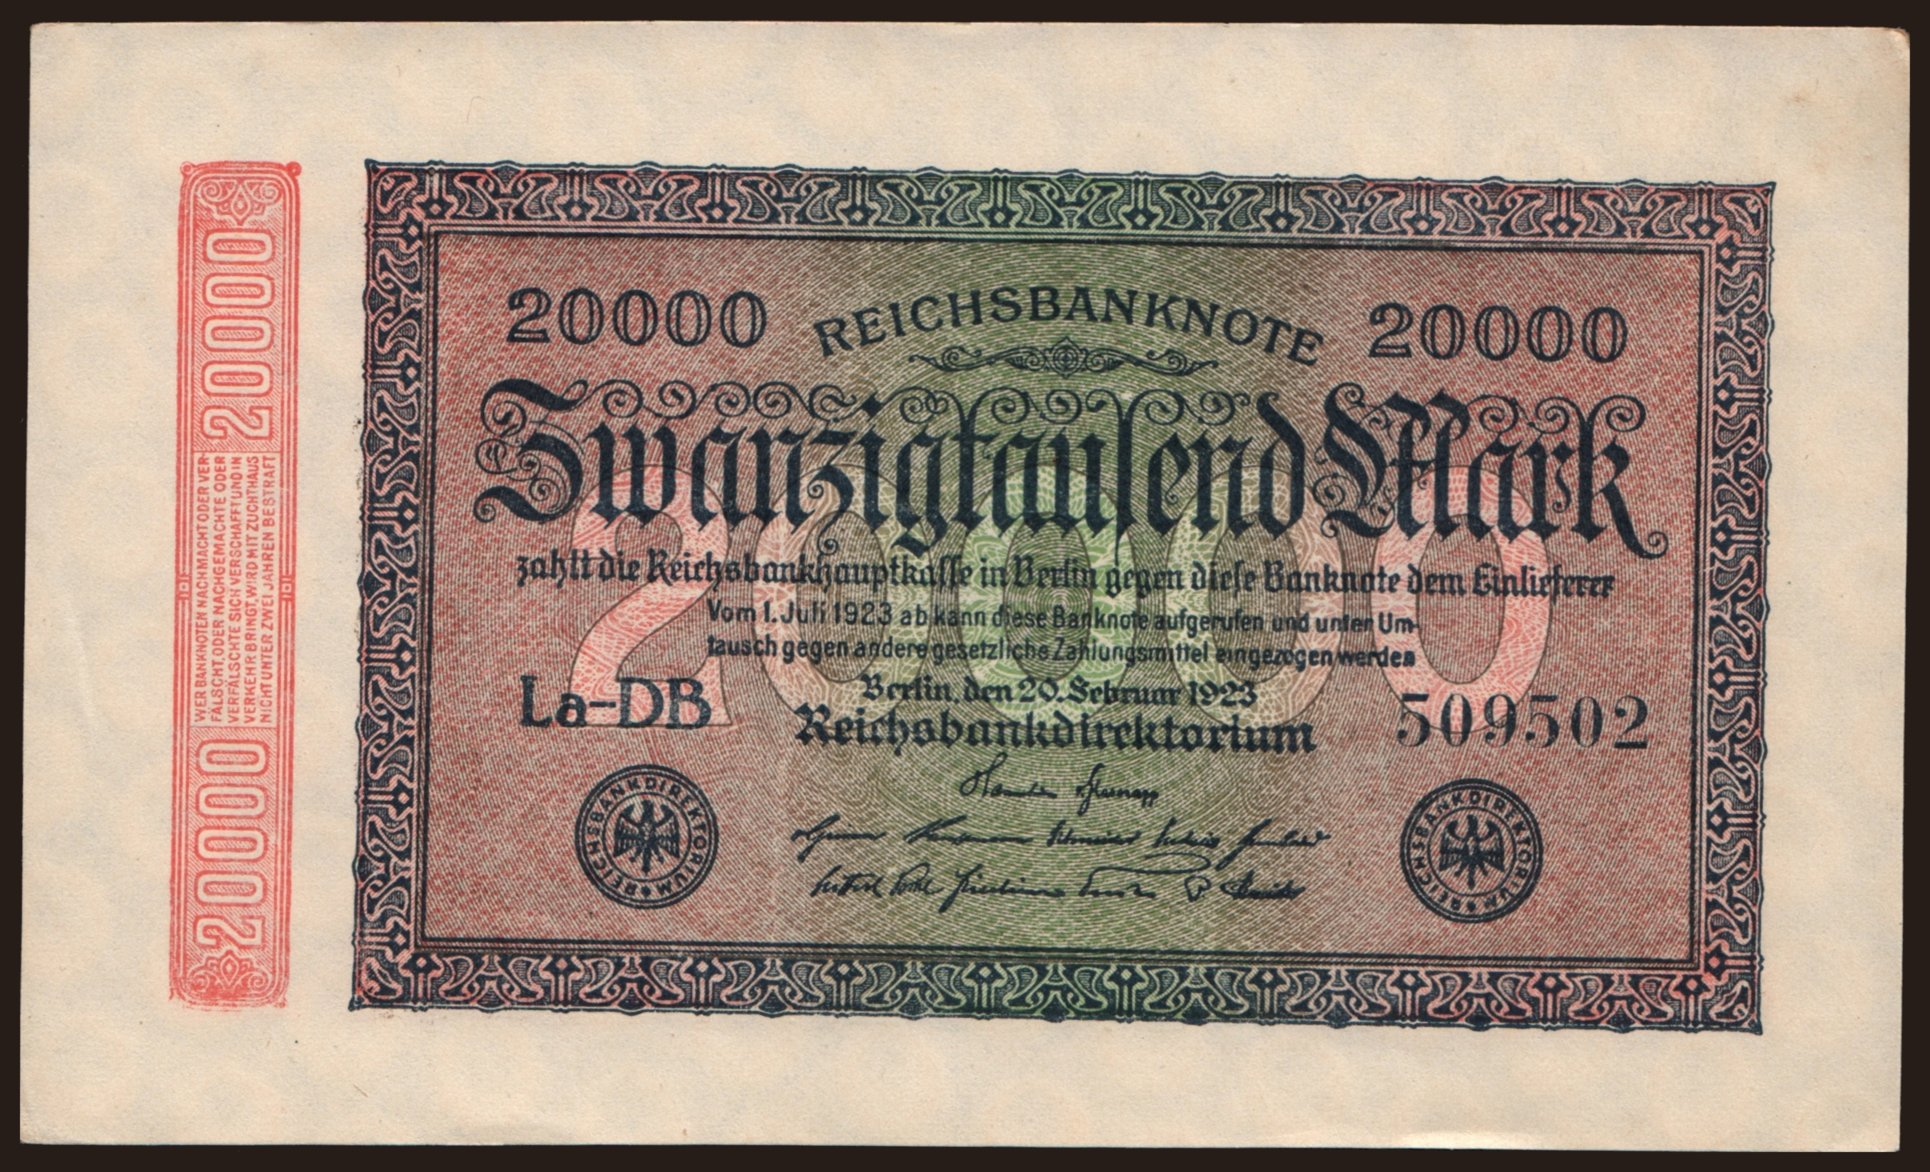 20000
WER BANKNOTEN NACHMACHT ODER VER-
FÄLSCHT, ODER NACHGEMACHTE ODER
VERFÄLSCHTE SICH VERSCHAFFT UND IN
VERKEHR BRINGT, WIRD MIT ZUCHTHAUS
NICHT UNTER ZWEI JAHREN BESTRAFT
20000
20000
REICHSBANKNOTE
20000
Zwanzigtausend Mark
20000
zahlt die Reichsbankhauptkasse in Berlin gegen diese Banknote dem Einlieferer
Vom 1. Juli 1923 ab kann diese Banknote aufgerufen und unter Um-
tausch gegen andere gesetzliche Zahlungsmittel eingezogen werden
Berlin, den 20. Februar 1923
La-DB
Reichsbankdirektorium
509502
REICHSBANKDIREKTORIUM
REICHSBANKDIREKTORIUM